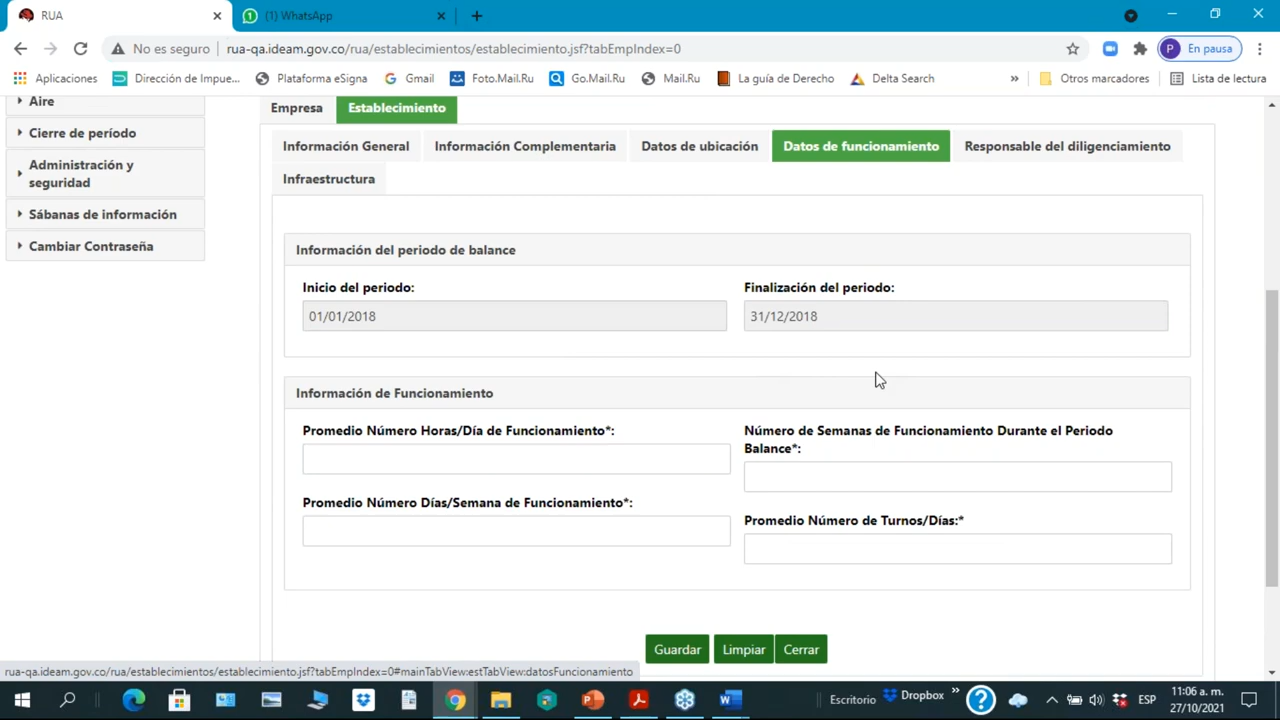 RUA
(1) WhatsApp
No es seguro
rua-qa.ideam.gov.co/rua/establecimientos/establecimiento.jsf?tabEmpIndex=0
P En pausa
Aplicaciones
Dirección de Impue...
Plataforma eSigna
Gmail
Foto.Mail.Ru
Go.Mail.Ru
Mail.Ru
La guía de Derecho
Delta Search
»
Otros marcadores
Lista de lectura
Aire
Cierre de período
Administración y
seguridad
Sábanas de información
Cambiar Contraseña
Empresa
Establecimiento
Información General
Información Complementaria
Datos de ubicación
Datos de funcionamiento
Responsable del diligenciamiento
Infraestructura
Información del periodo de balance
Inicio del periodo:
Finalización del periodo:
01/01/2018
31/12/2018
Información de Funcionamiento
Promedio Número Horas/Día de Funcionamiento*:
Número de Semanas de Funcionamiento Durante el Periodo
Balance*:
Promedio Número Días/Semana de Funcionamiento*:
Promedio Número de Turnos/Días:*
Guardar
Limpiar
Cerrar
rua-qa.ideam.gov.co/rua/establecimientos/establecimiento.jsf?tabEmpIndex=0#mainTabView:estTabView:datosFuncionamiento
Escritorio
Dropbox
»
ESP
11:06 a. m.
27/10/2021